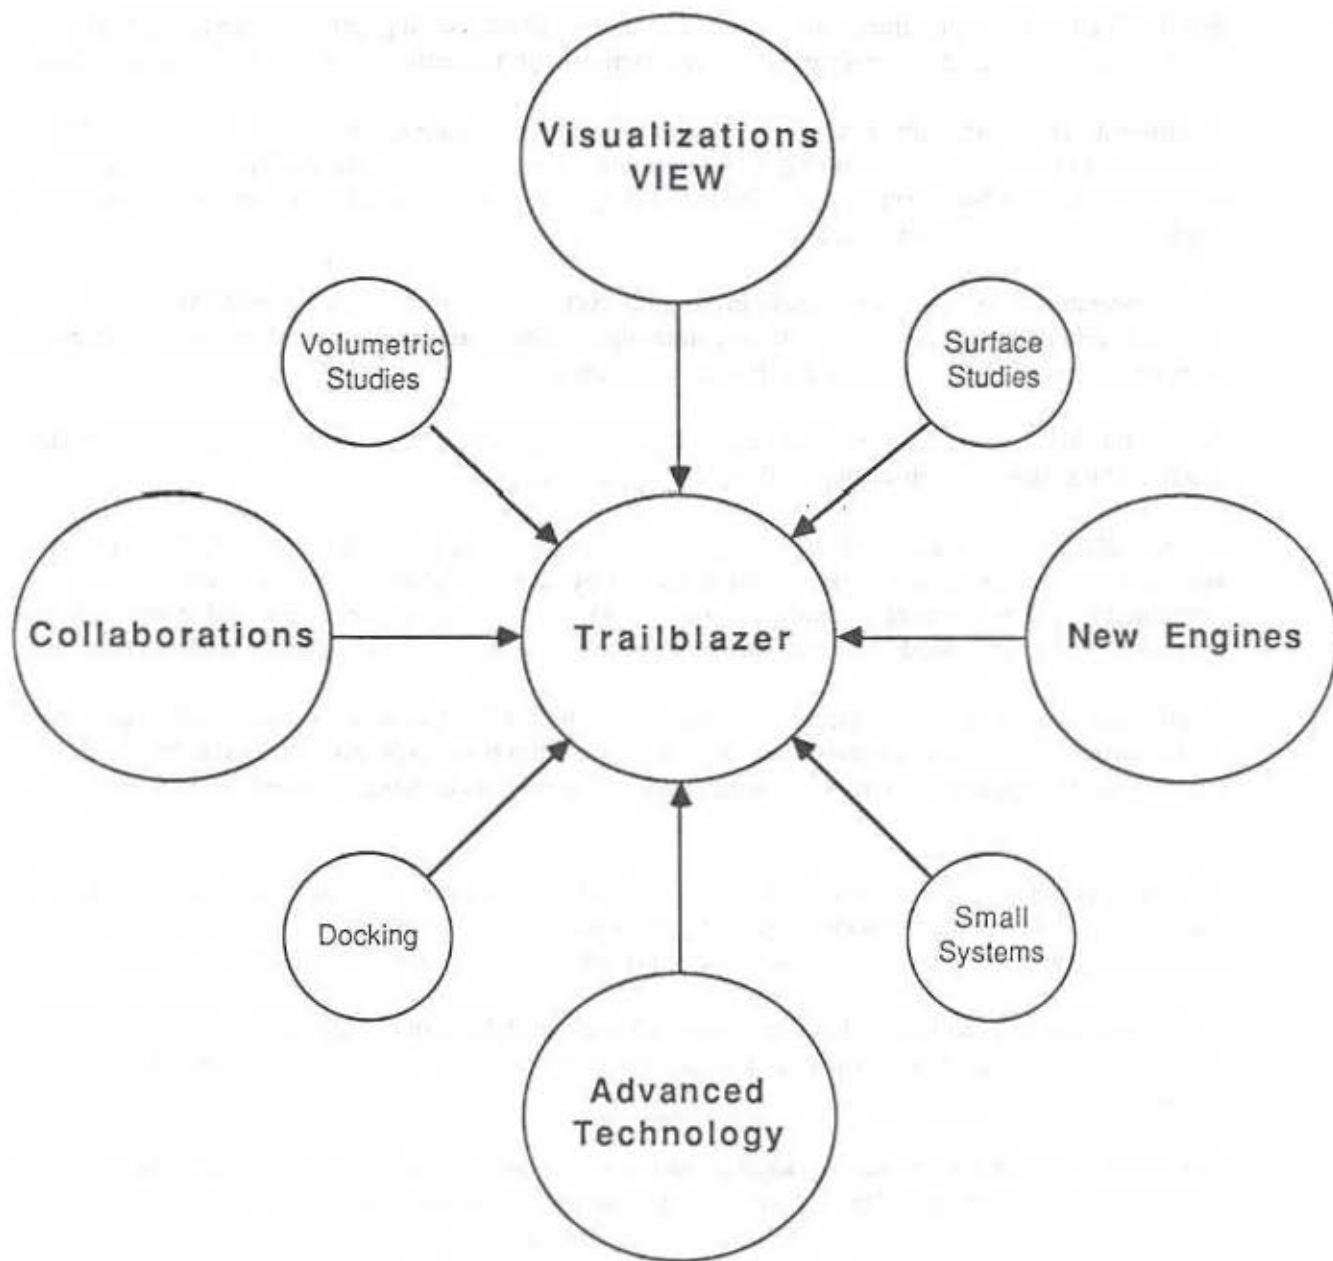 Visualizations
VIEW
Volumetric
Studies
Surface
Studies
Collaborations
Trailblazer
New Engines
Docking
Small
Systems
Advanced
Technology